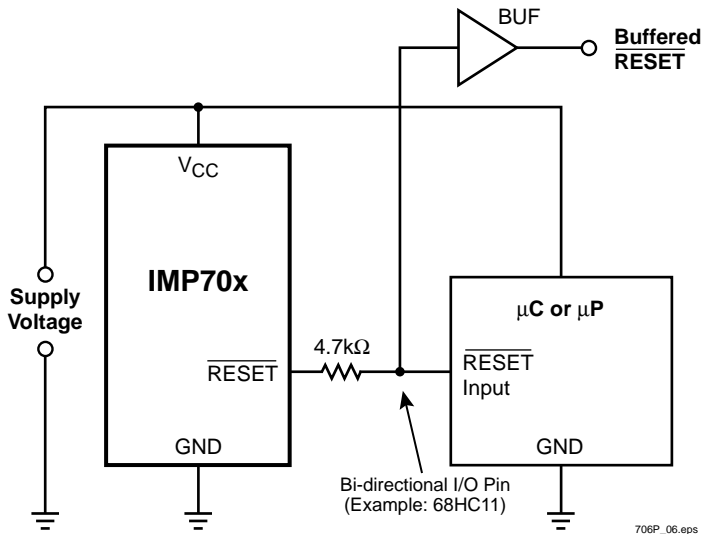 BUF
Buffered
RESET
VCC
IMP70x
Supply
Voltage
μC or μP
4.7kΩ
RESET
RESET
Input
GND
GND
Bi-directional I/O Pin
(Example: 68HC11)
706P_06.eps